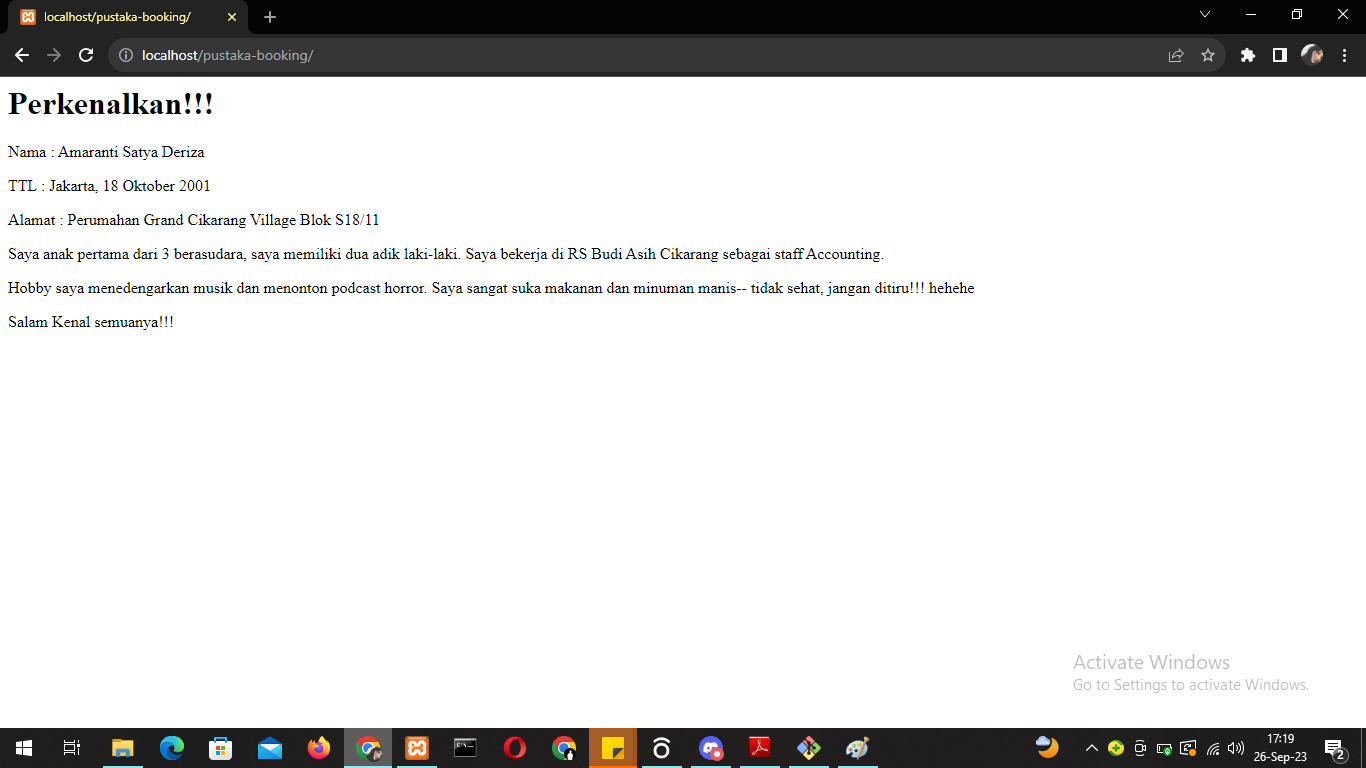 localhost/pustaka-booking/
localhost/pustaka-booking/
Perkenalkan!!!
Nama : Amaranti Satya Deriza
TTL : Jakarta, 18 Oktober 2001
Alamat : Perumahan Grand Cikarang Village Blok S18/11
Saya anak pertama dari 3 berasudara, saya memiliki dua adik laki-laki. Saya bekerja di RS Budi Asih Cikarang sebagai staff Accounting.
Hobby saya menedengarkan musik dan menonton podcast horror. Saya sangat suka makanan dan minuman manis-- tidak sehat, jangan ditiru!!! hehehe
Salam Kenal semuanya!!!
Activate Windows
Go to Settings to activate Windows.
17:19
26-Sep-23
2